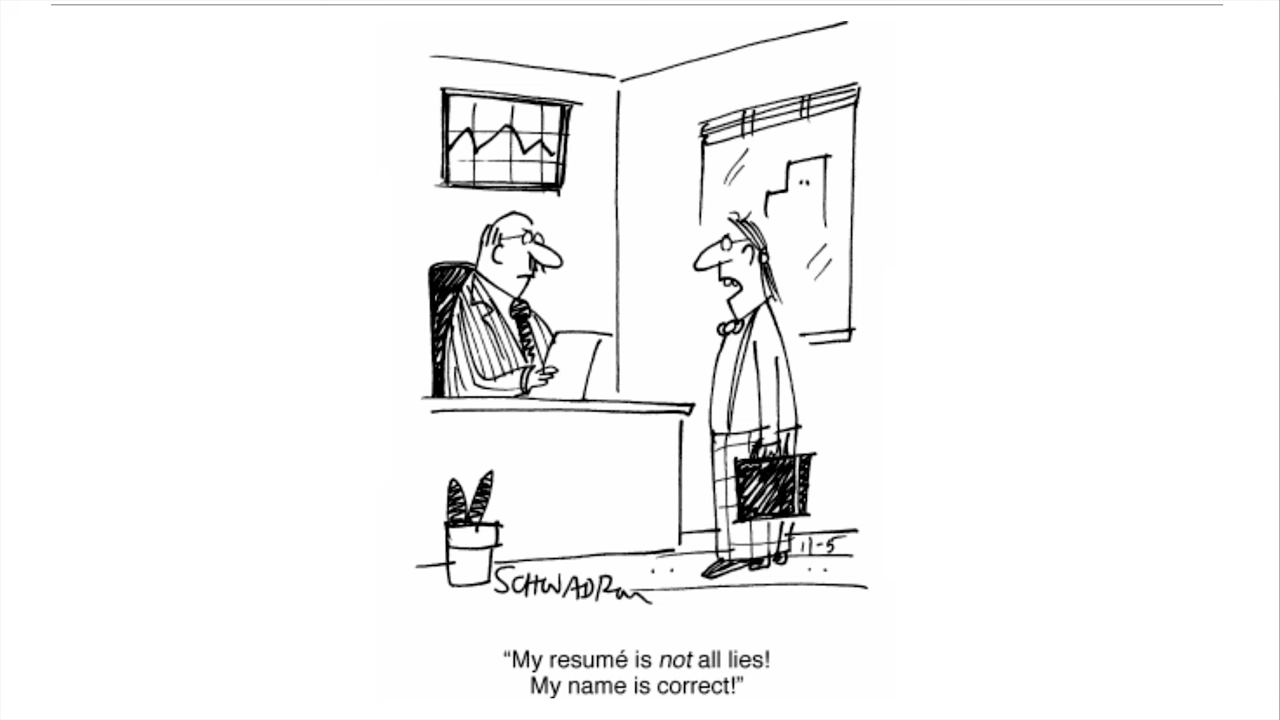 11-5
SCHWADRON
“My resumé is not all lies!
My name is correct!”